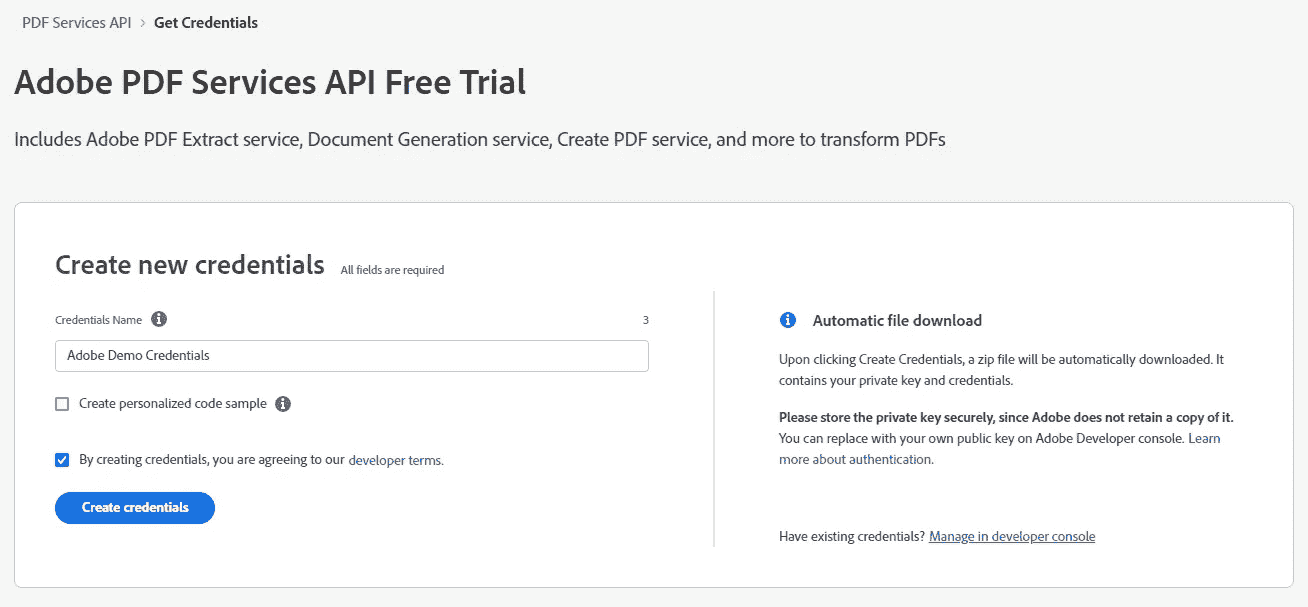 PDF Services API > Get Credentials
Adobe PDF Services API Free Trial
Includes Adobe PDF Extract service, Document Generation service, Create PDF service, and more to transform PDFs
Create new credentials All fields are required
Credentials Name 3
Adobe Demo Credentials
Create personalized code sample
By creating credentials, you are agreeing to our developer terms.
Create credentials
Automatic file download
Upon clicking Create Credentials, a zip file will be automatically downloaded. It
contains your private key and credentials.
Please store the private key securely, since Adobe does not retain a copy of it.
You can replace with your own public key on Adobe Developer console. Learn
more about authentication.
Have existing credentials? Manage in developer console